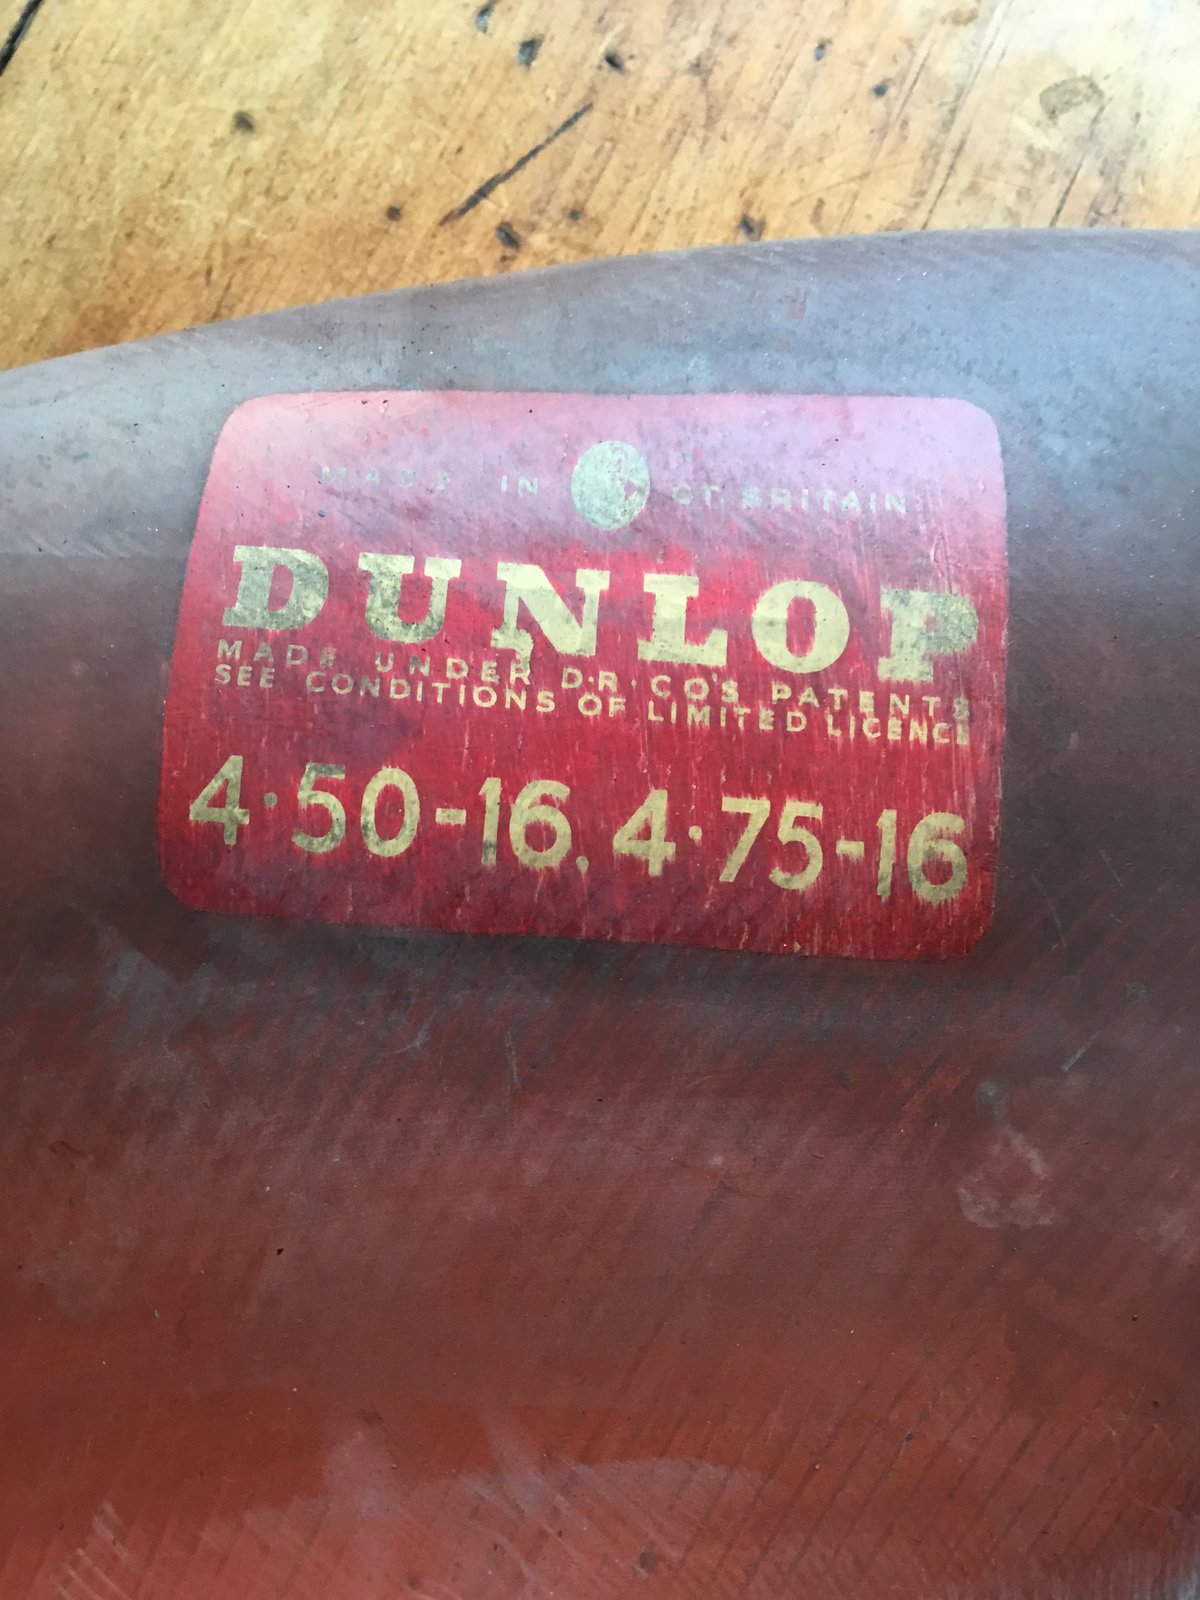 MADE IN GT BRITAIN
DUNLOP
MADE UNDER D·R·CO'S PATENTS
SEE CONDITIONS OF LIMITED LICENCE
4·50-16, 4·75-16